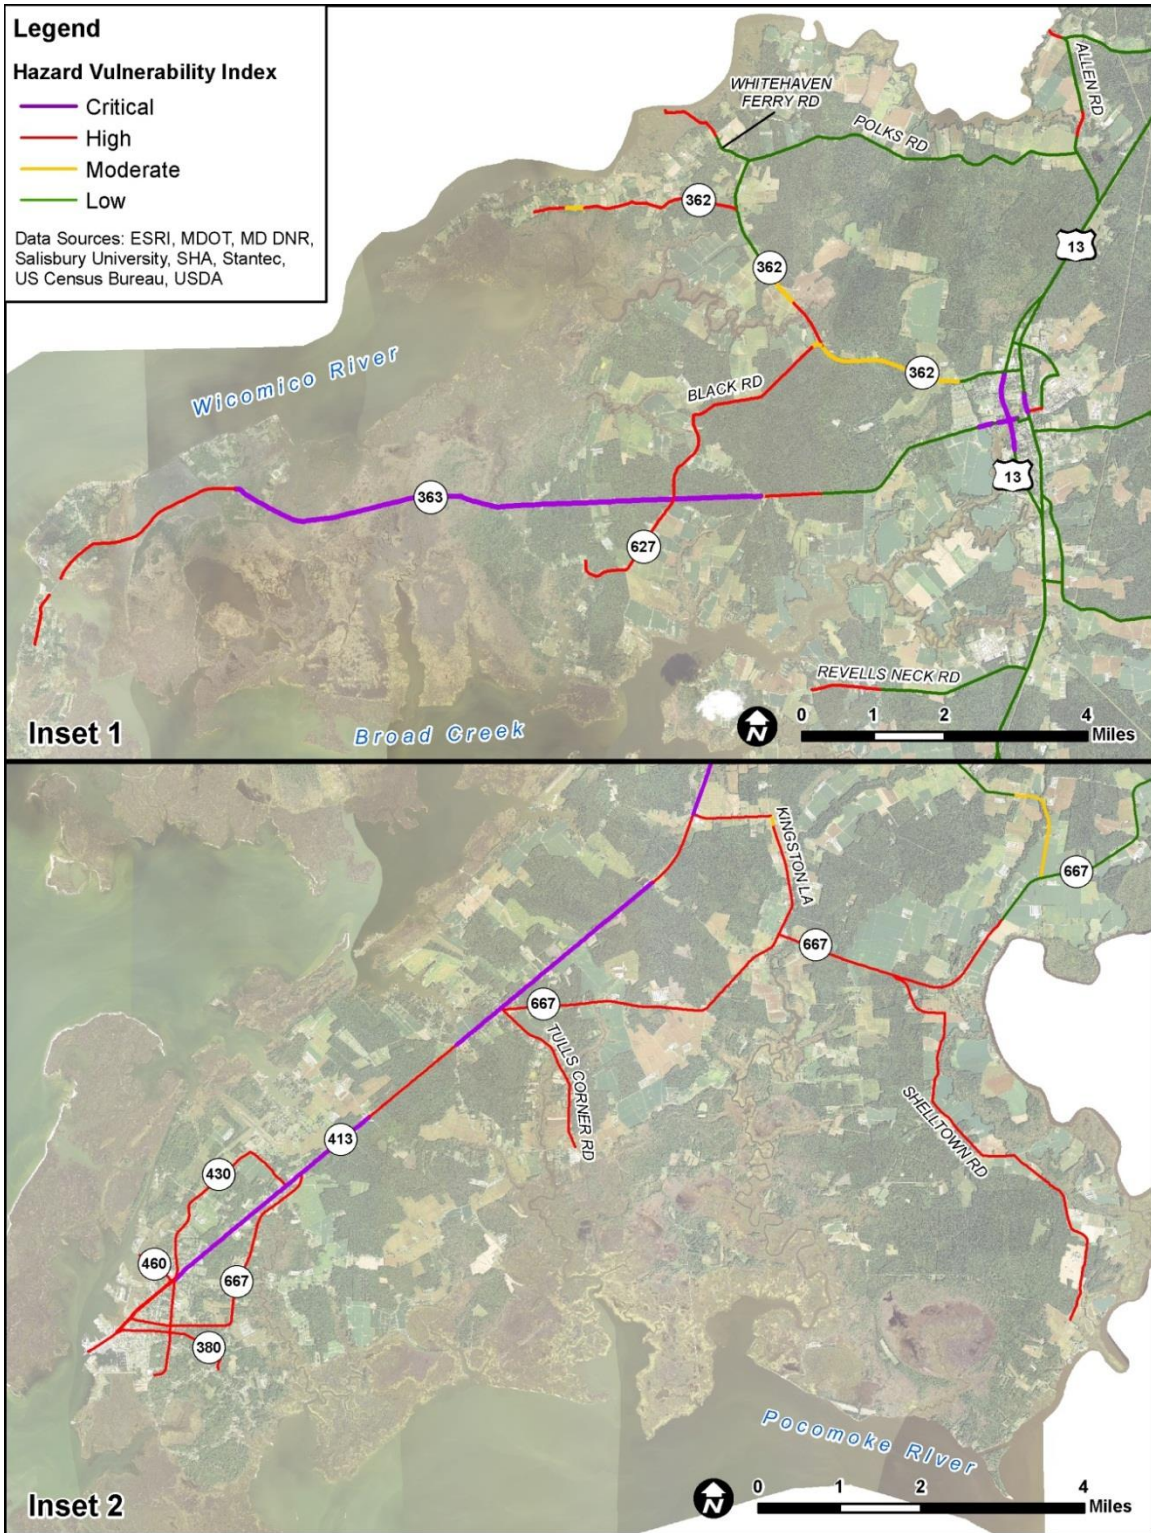 Legend
Hazard Vulnerability Index
Critical
High
Moderate
Low
Data Sources: ESRI, MDOT, MD DNR,
Salisbury University, SHA, Stantec,
US Census Bureau, USDA
WHITEHAVEN
FERRY RD
POLKS RD
ALLEN RD
362
13
362
362
BLACK RD
Wicomico River
13
363
627
REVELLS NECK RD
Inset 1
Broad Creek
N
0 1 2 4
Miles
KINGSTON LA
667
667
667
TULLS CORNER RD
SHELLTOWN RD
413
430
460
667
380
Pocomoke River
Inset 2
N
0 1 2 4
Miles